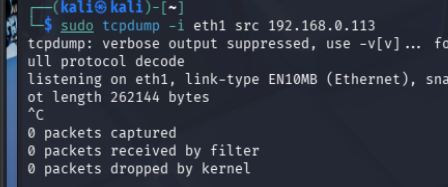 ┌──(kali㉿kali)-[~]
└─$ sudo tcpdump -i eth1 src 192.168.0.113
tcpdump: verbose output suppressed, use -v[v]... fo
ull protocol decode
listening on eth1, link-type EN10MB (Ethernet), sna
ot length 262144 bytes
^C
0 packets captured
0 packets received by filter
0 packets dropped by kernel